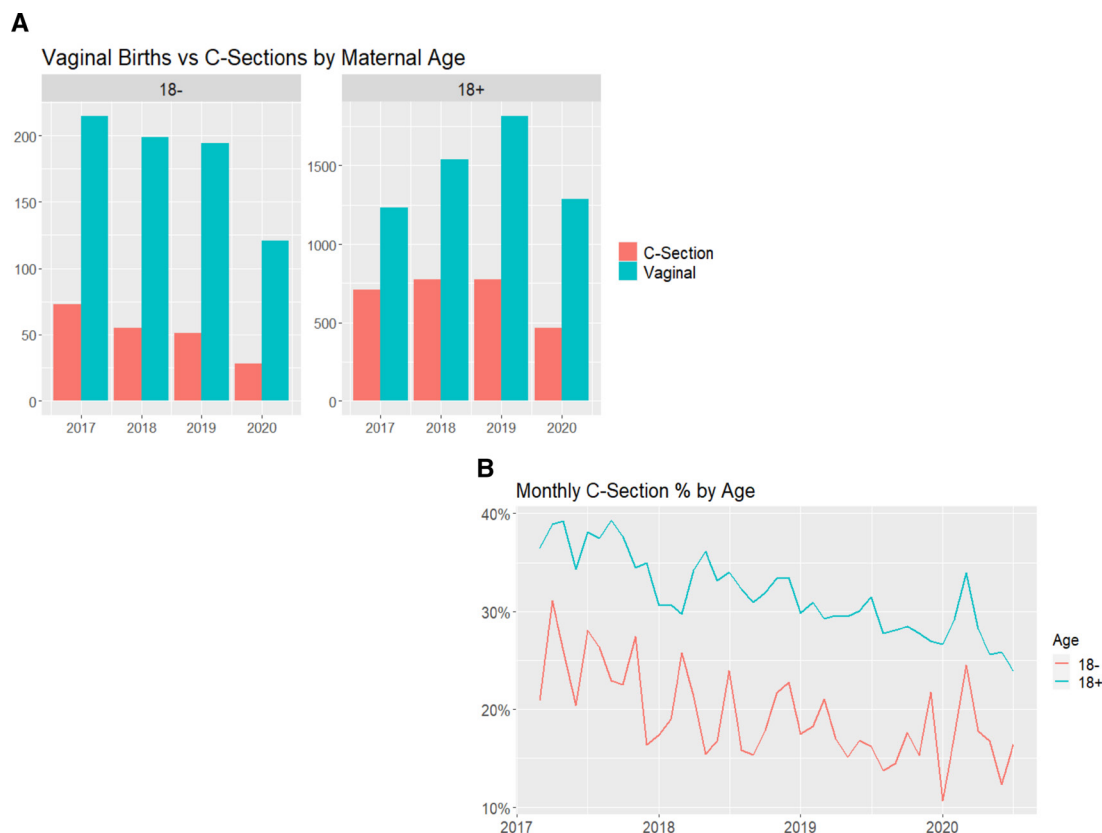 A
Vaginal Births vs C-Sections by Maternal Age
18-
18+
200
150
100
50
0
1500
1000
500
0
2017 2018 2019 2020
2017 2018 2019 2020
C-Section
Vaginal
B
Monthly C-Section % by Age
40%
30%
20%
10%
2017 2018 2019 2020
Age
18-
18+